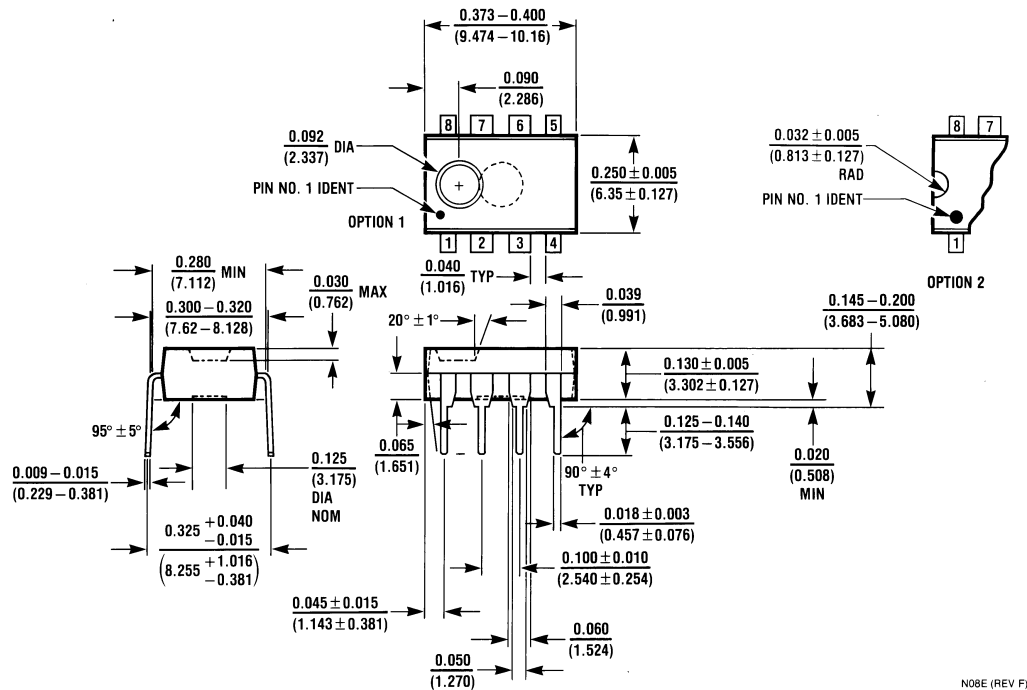 0.373 – 0.400
(9.474 – 10.16)
0.090
(2.286)
8 7 6 5
0.092 DIA
(2.337)
PIN NO. 1 IDENT
OPTION 1
+
0.250 ± 0.005
(6.35 ± 0.127)
1 2 3 4
0.032 ± 0.005
(0.813 ± 0.127)
RAD
PIN NO. 1 IDENT
8 7
1
OPTION 2
0.280 MIN
(7.112)
0.030 MAX
(0.762)
0.300 – 0.320
(7.62 – 8.128)
0.040 TYP
(1.016)
0.039
(0.991)
20° ± 1°
0.145 – 0.200
(3.683 – 5.080)
0.130 ± 0.005
(3.302 ± 0.127)
95° ± 5°
0.065
(1.651)
0.125 – 0.140
(3.175 – 3.556)
90° ± 4°
TYP
0.020
(0.508)
MIN
0.009 – 0.015
(0.229 – 0.381)
0.125
(3.175)
DIA
NOM
0.018 ± 0.003
(0.457 ± 0.076)
0.325 +0.040
−0.015
(8.255 +1.016
−0.381)
0.100 ± 0.010
(2.540 ± 0.254)
0.045 ± 0.015
(1.143 ± 0.381)
0.060
(1.524)
0.050
(1.270)
N08E (REV F)